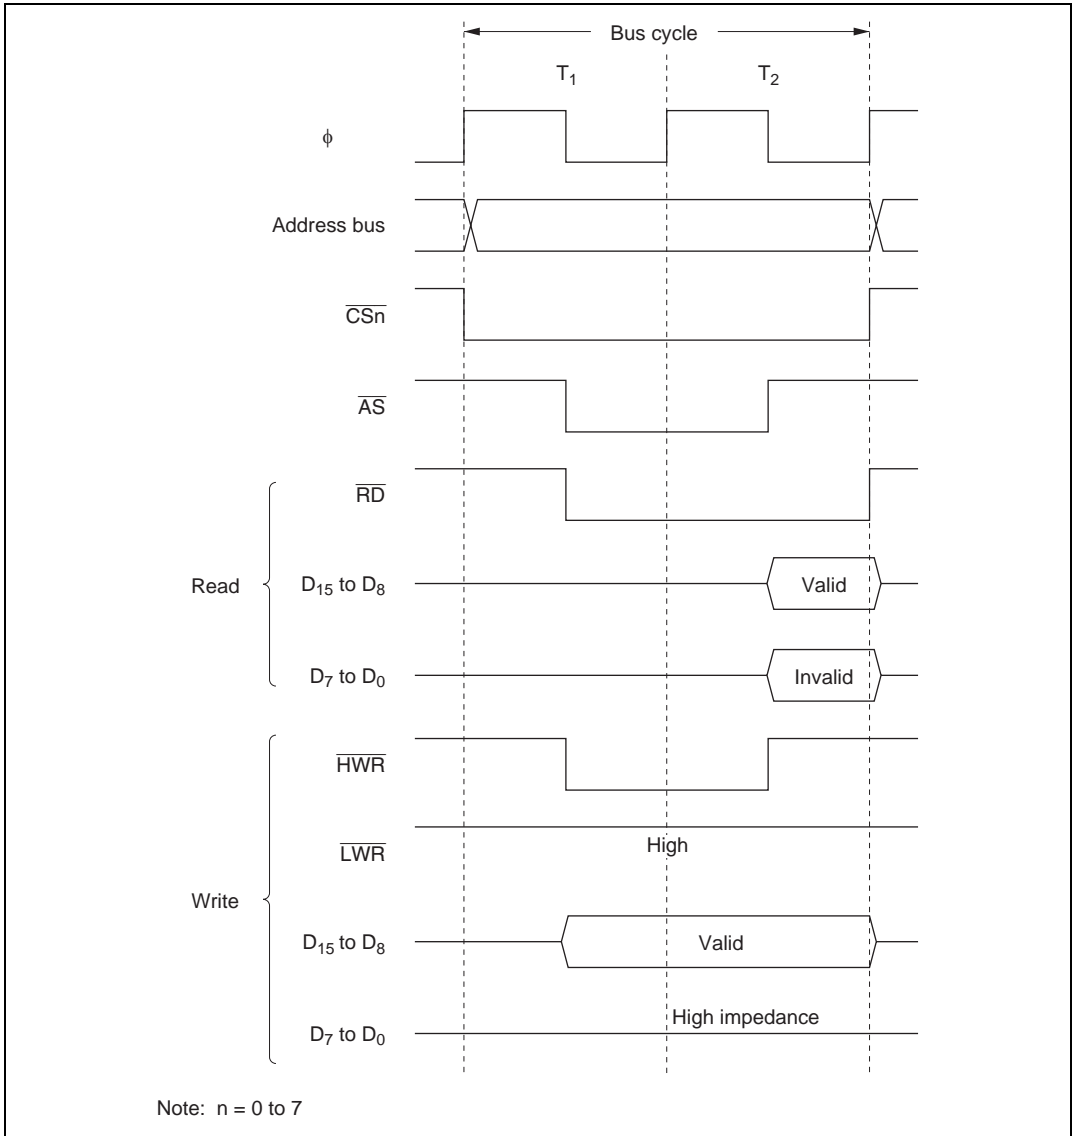 Bus cycle
T1 T2
ϕ
Address bus
CSn
AS
RD
Read D15 to D8 Valid
D7 to D0 Invalid
HWR
LWR High
Write
D15 to D8 Valid
D7 to D0 High impedance
Note: n = 0 to 7